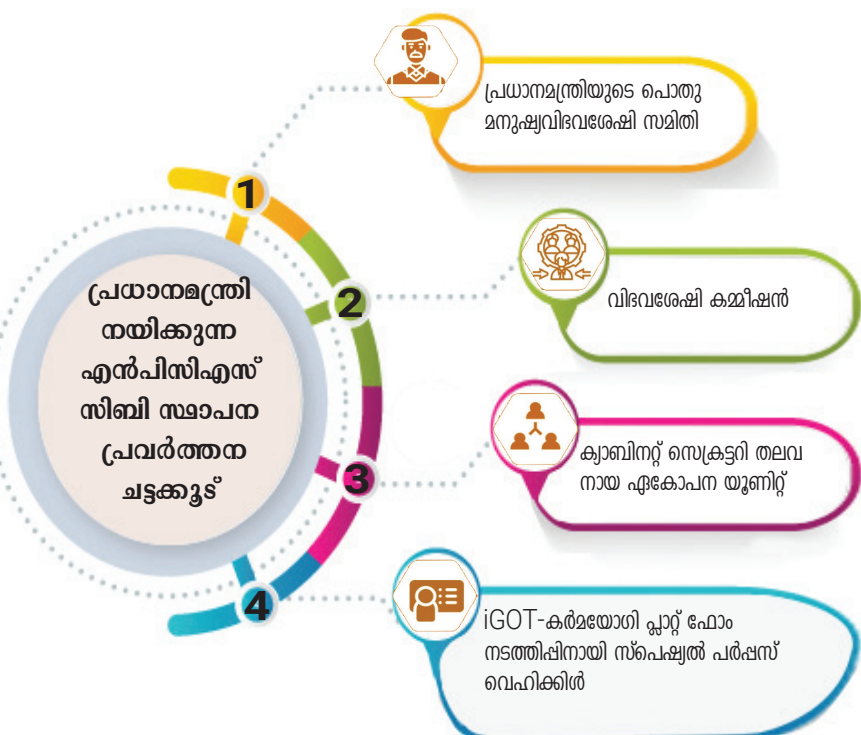 പ്രധാനമന്ത്രി
നയിക്കുന്ന
എൻപിസിഎസ്
സിബി സ്ഥാപന
പ്രവർത്തന
ചട്ടക്കൂട്
1
പ്രധാനമന്ത്രിയുടെ പൊതു
മനുഷ്യവിഭവശേഷി സമിതി
2
വിഭവശേഷി കമ്മീഷൻ
3
ക്യാബിനറ്റ് സെക്രട്ടറി തലവ
നായ ഏകോപന യൂണിറ്റ്
4
iGOT-കർമയോഗി പ്ലാറ്റ് ഫോം
നടത്തിപ്പിനായി സ്പെഷ്യൽ പർപ്പസ്
വെഹിക്കിൾ